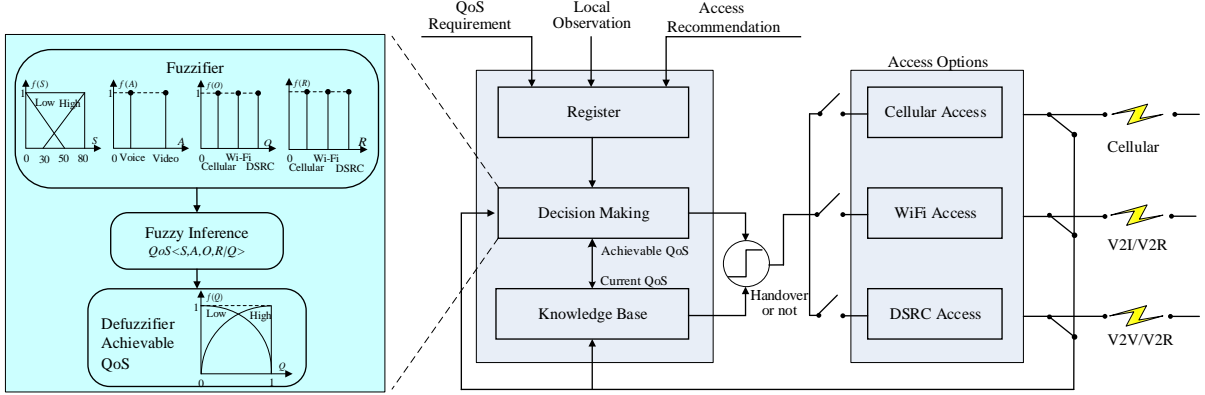 QoS
Requirement
Local
Observation
Access
Recommendation
Fuzzifier
f(S)
1
Low
High
S
0 30 50 80
f(A)
1
A
0 Voice Video
f(O)
1
O
0 Wi-Fi
Cellular DSRC
f(R)
1
R
0 Wi-Fi
Cellular DSRC
Fuzzy Inference
QoS<S,A,O,R|Q>
Defuzzifier
Achievable
QoS
f(Q)
1
Low
High
Q
0 1
Register
Decision Making
Achievable QoS
Current QoS
Knowledge Base
Handover
or not
Access Options
Cellular Access
WiFi Access
DSRC Access
Cellular
V2I/V2R
V2V/V2R